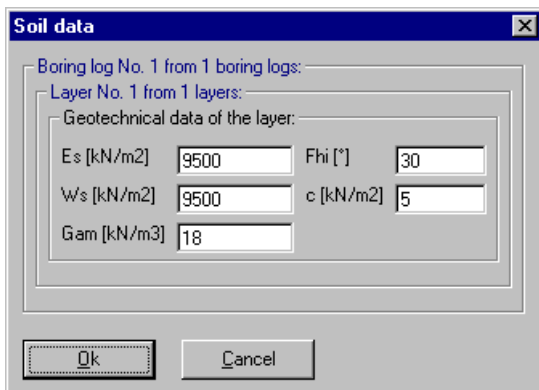 Soil data
Boring log No. 1 from 1 boring logs:
Layer No. 1 from 1 layers:
Geotechnical data of the layer:
Es [kN/m2] 9500 Fhi [°] 30
Ws [kN/m2] 9500 c [kN/m2] 5
Gam [kN/m3] 18
Ok Cancel